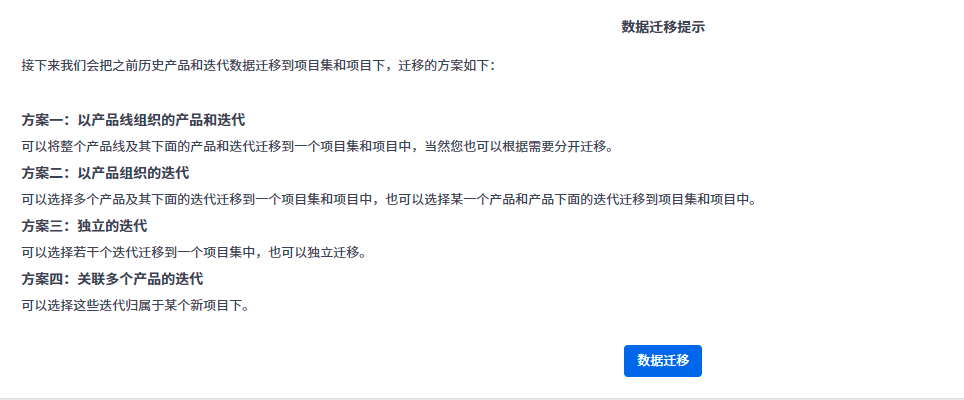 数据迁移提示
接下来我们会把之前历史产品和迭代数据迁移到项目集和项目下，迁移的方案如下：
方案一：以产品线组织的产品和迭代
可以将整个产品线及其下面的产品和迭代迁移到一个项目集和项目中，当然您也可以根据需要分开迁移。
方案二：以产品组织的迭代
可以选择多个产品及其下面的迭代迁移到一个项目集和项目中，也可以选择某一个产品和产品下面的迭代迁移到项目集和项目中。
方案三：独立的迭代
可以选择若干个迭代迁移到一个项目集中，也可以独立迁移。
方案四：关联多个产品的迭代
可以选择这些迭代归属于某个新项目下。
数据迁移